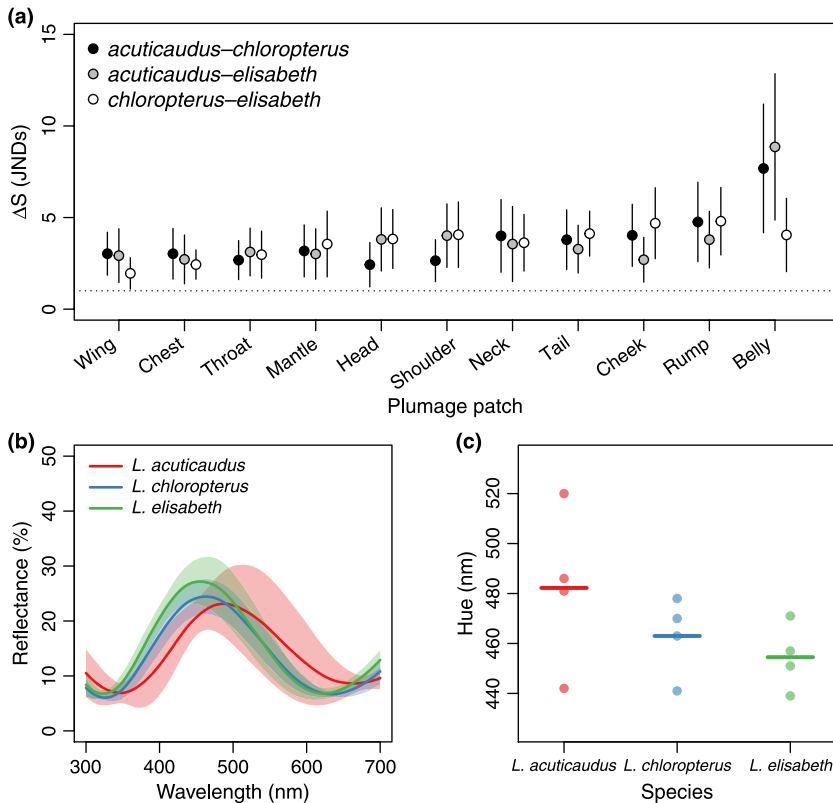 (a)
15
10
5
0
ΔS (JNDs)
acuticaudus–chloropterus
acuticaudus–elisabeth
chloropterus–elisabeth
Wing
Chest
Throat
Mantle
Head
Shoulder
Neck
Tail
Cheek
Rump
Belly
Plumage patch
(b)
50
40
30
20
10
0
Reflectance (%)
L. acuticaudus
L. chloropterus
L. elisabeth
300
400
500
600
700
Wavelength (nm)
(c)
520
500
480
460
440
Hue (nm)
L. acuticaudus
L. chloropterus
L. elisabeth
Species